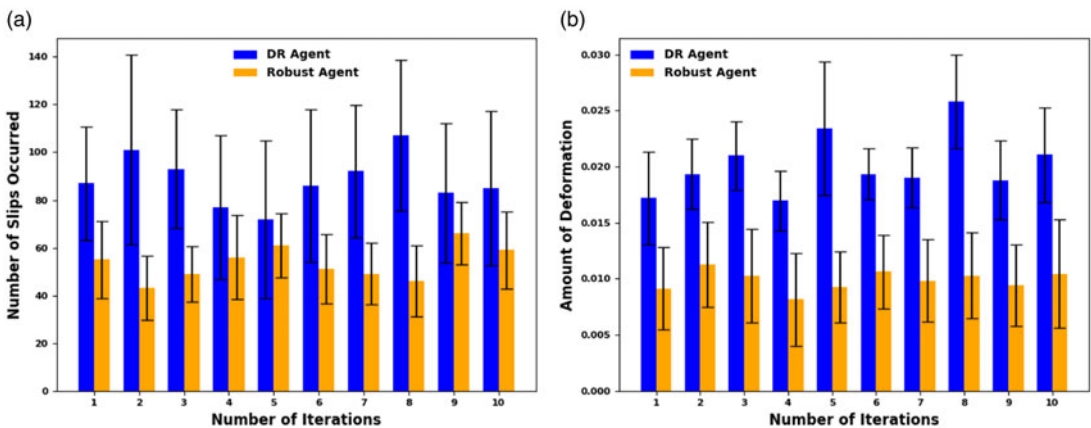 (a)
140
120
100
80
60
40
20
0
Number of Slips Occurred
DR Agent
Robust Agent
1 2 3 4 5 6 7 8 9 10
Number of Iterations
(b)
0.030
0.025
0.020
0.015
0.010
0.005
0.000
Amount of Deformation
DR Agent
Robust Agent
1 2 3 4 5 6 7 8 9 10
Number of Iterations